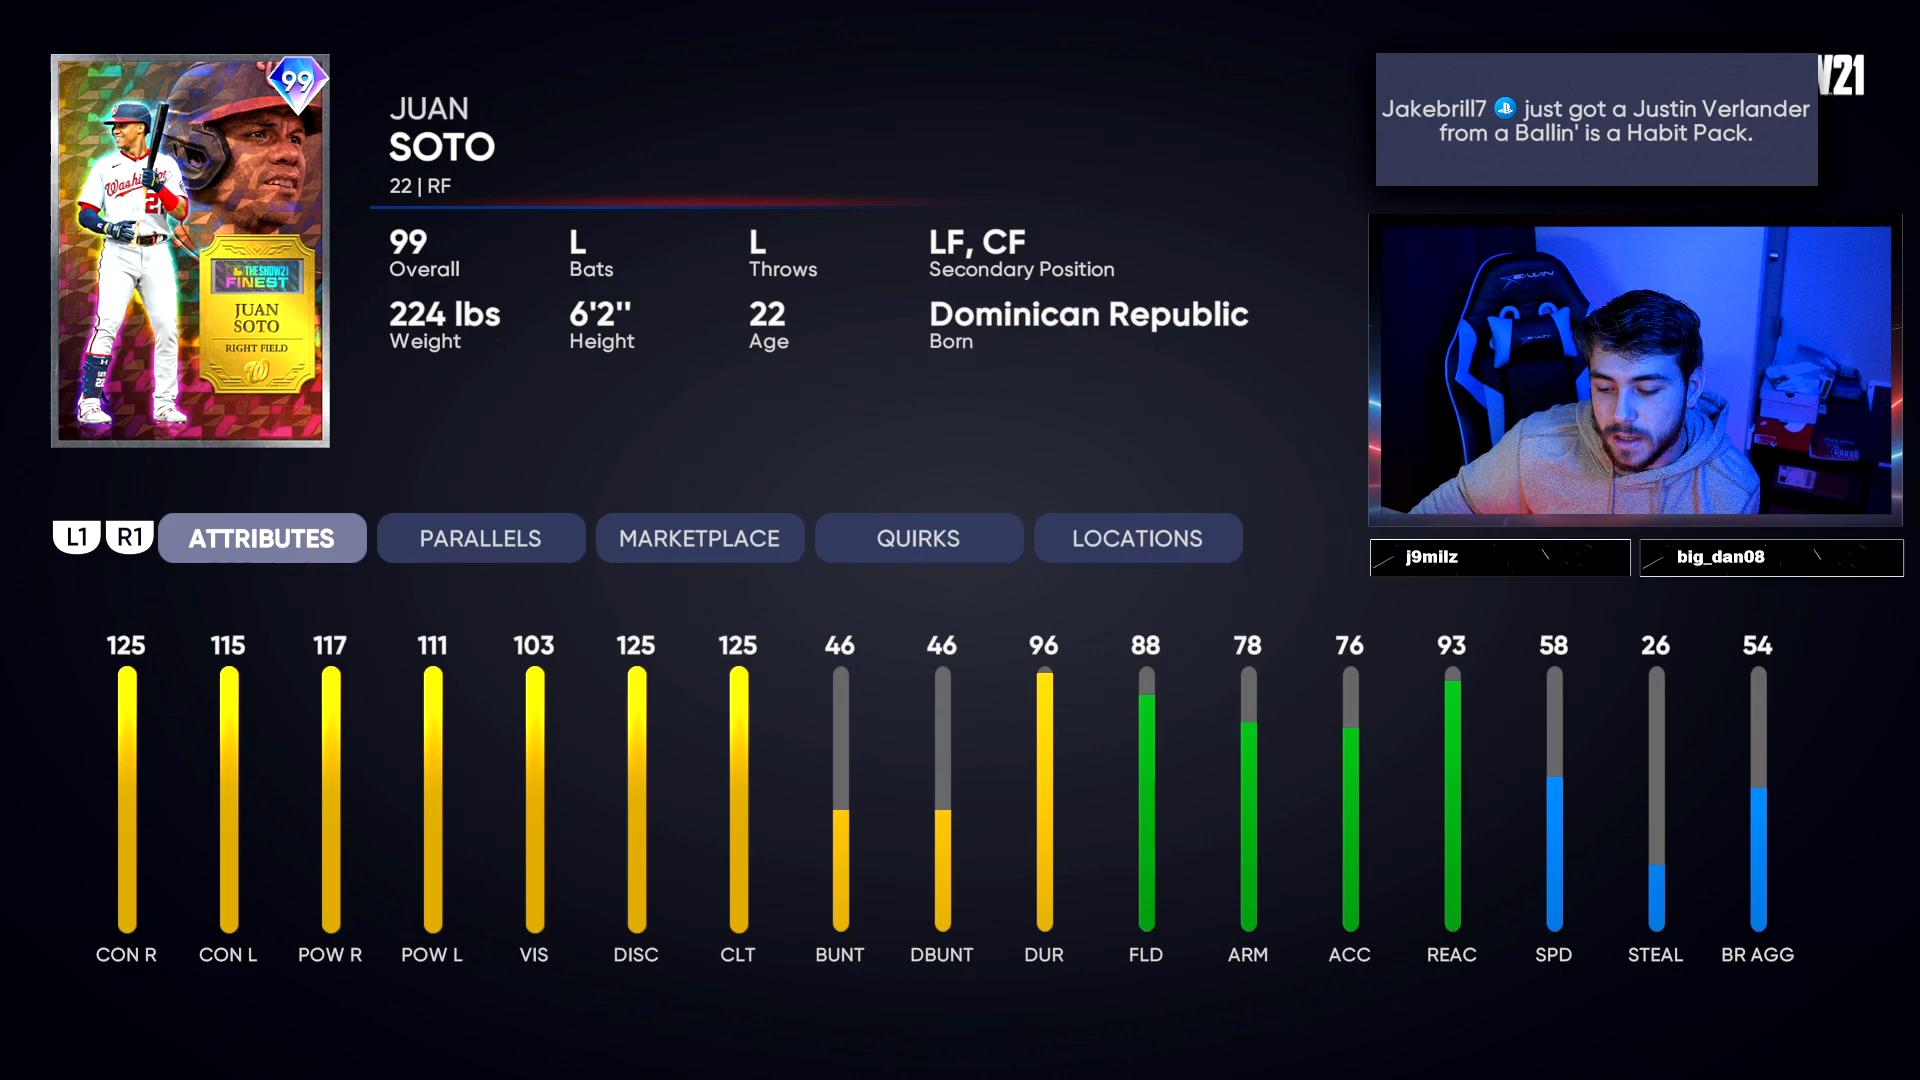 99
Washington
THE SHOW 21
FINEST
JUAN
SOTO
RIGHT FIELD
W
JUAN
SOTO
22 | RF
99
Overall
L
Bats
L
Throws
LF, CF
Secondary Position
224 lbs
Weight
6'2"
Height
22
Age
Dominican Republic
Born
Jakebrill7 just got a Justin Verlander
from a Ballin' is a Habit Pack.
W21
E-WIN
j9milz
big_dan08
L1 R1 ATTRIBUTES PARALLELS MARKETPLACE QUIRKS LOCATIONS
125 115 117 111 103 125 125 46 46 96 88 78 76 93 58 26 54
CON R CON L POW R POW L VIS DISC CLT BUNT DBUNT DUR FLD ARM ACC REAC SPD STEAL BR AGG